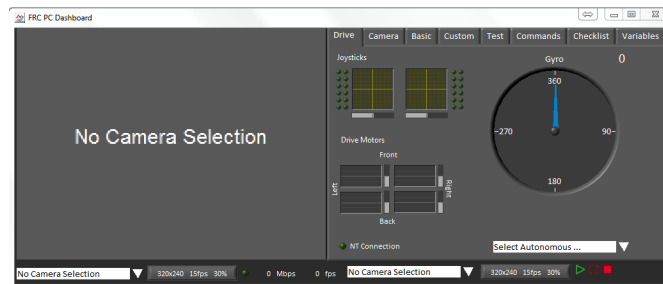 FRC PC Dashboard
Drive Camera Basic Custom Test Commands Checklist Variables
No Camera Selection
Joysticks
Gyro 0
360
270 90
180
Drive Motors
Front
Left
Right
Back
NT Connection
Select Autonomous ...
No Camera Selection 320x240 15fps 30% 0 Mbps 0 fps No Camera Selection 320x240 15fps 30%